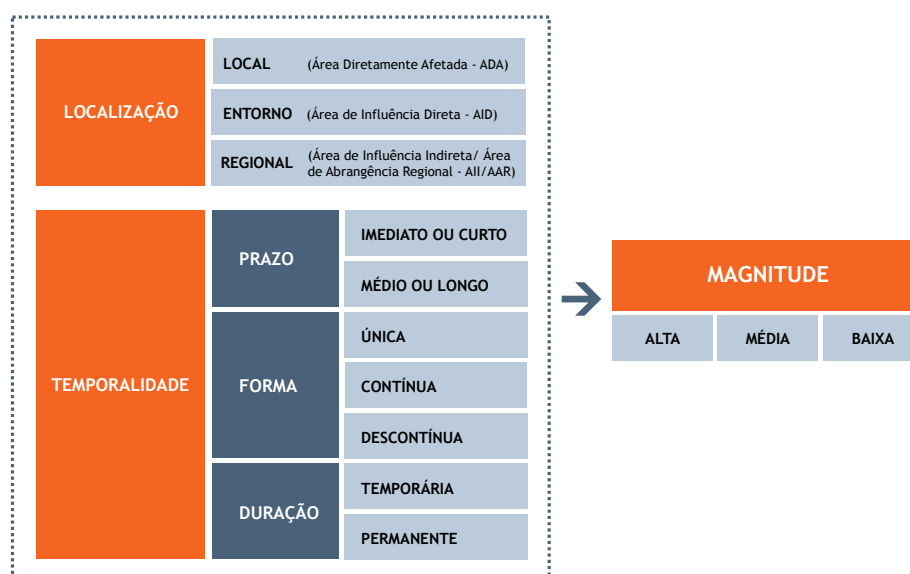 LOCALIZAÇÃO
LOCAL (Área Diretamente Afetada - ADA)
ENTORNO (Área de Influência Direta - AID)
REGIONAL (Área de Influência Indireta/ Área
de Abrangência Regional - AII/AAR)
TEMPORALIDADE
PRAZO
IMEDIATO OU CURTO
MÉDIO OU LONGO
FORMA
ÚNICA
CONTÍNUA
DESCONTÍNUA
DURAÇÃO
TEMPORÁRIA
PERMANENTE
MAGNITUDE
ALTA MÉDIA BAIXA